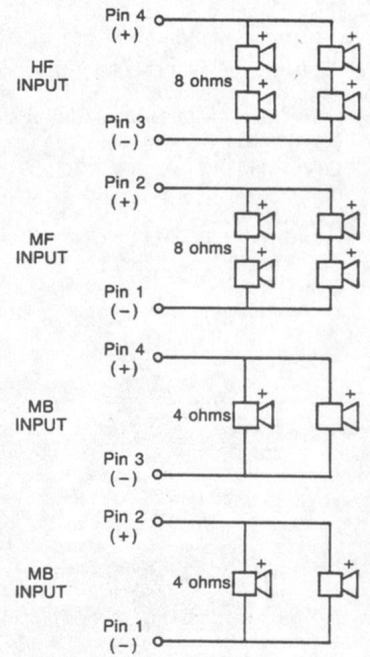 Pin 4
(+)
+ +
HF
INPUT
8 ohms
+ +
Pin 3
(−)
Pin 2
(+)
+ +
MF
INPUT
8 ohms
+ +
Pin 1
(−)
Pin 4
(+)
+ +
MB
INPUT
4 ohms
Pin 3
(−)
Pin 2
(+)
+ +
MB
INPUT
4 ohms
Pin 1
(−)